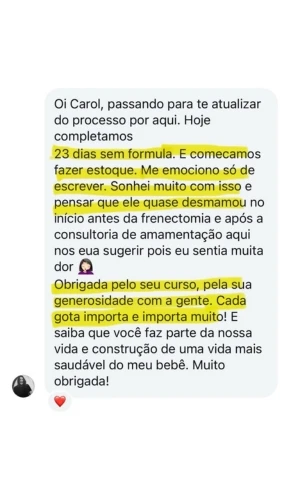 Oi Carol, passando para te atualizar
do processo por aqui. Hoje
completamos
23 dias sem formula. E comecamos
fazer estoque. Me emociono só de
escrever. Sonhei muito com isso e
pensar que ele quase desmamou no
início antes da frenectomia e após a
consultoria de amamentação aqui
nos eua sugerir pois eu sentia muita
dor 🤦🏻‍♀️
Obrigada pelo seu curso, pela sua
generosidade com a gente. Cada
gota importa e importa muito! E
saiba que você faz parte da nossa
vida e construção de uma vida mais
saudável do meu bebê. Muito
obrigada!
❤️